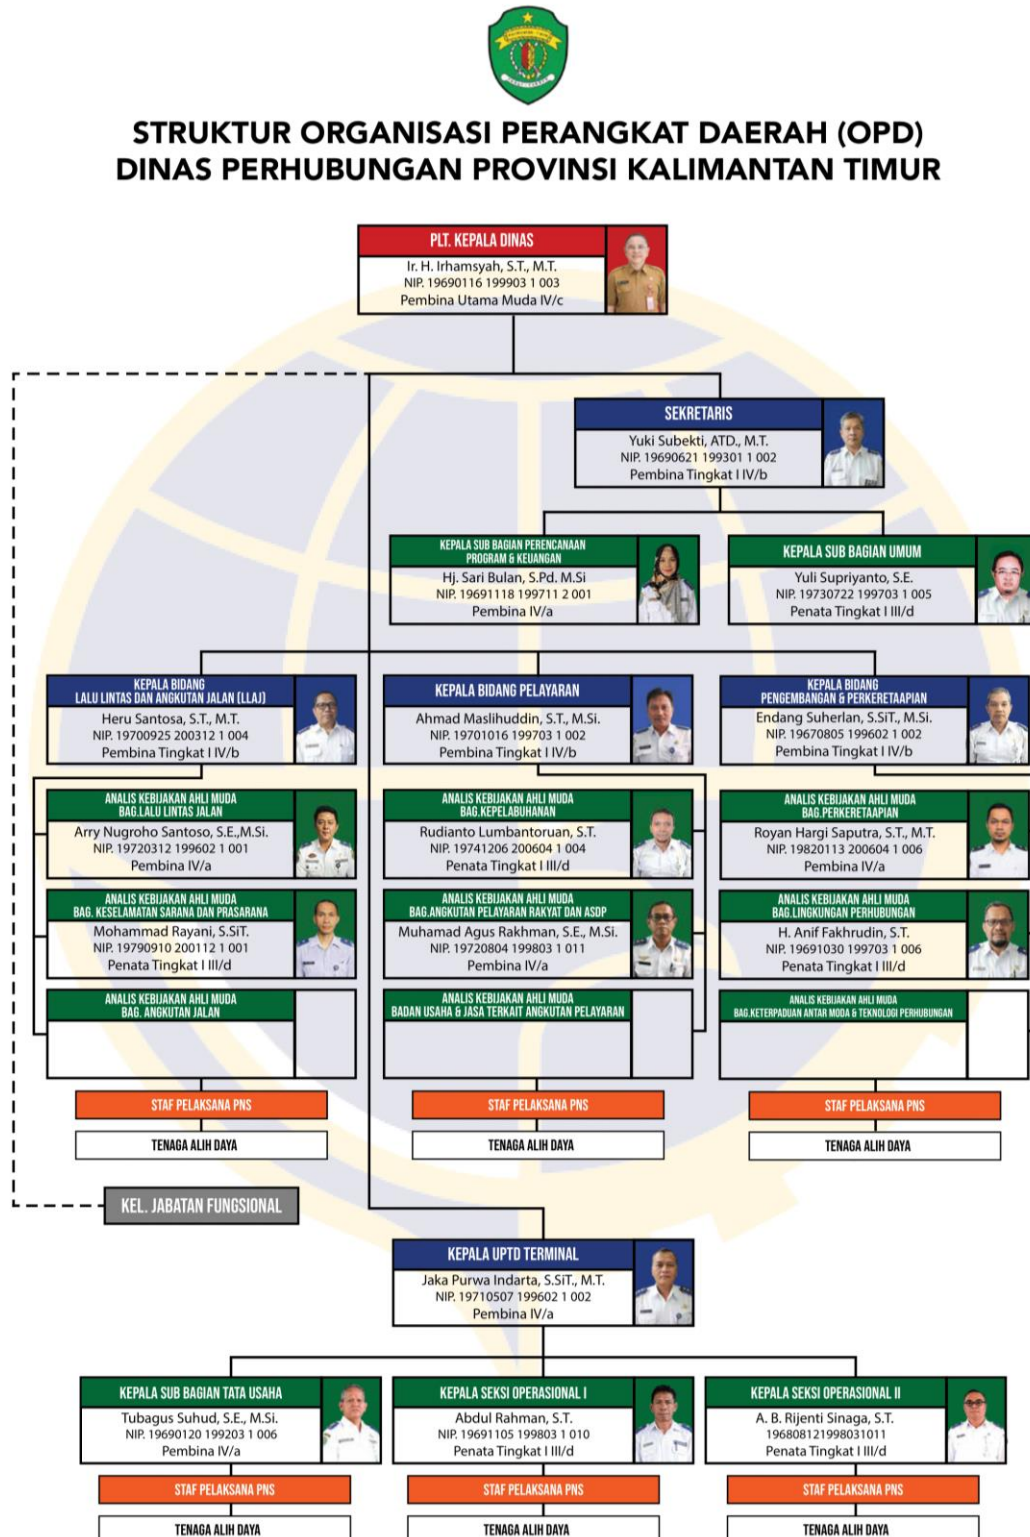 STRUKTUR ORGANISASI PERANGKAT DAERAH (OPD)
DINAS PERHUBUNGAN PROVINSI KALIMANTAN TIMUR
PLT. KEPALA DINAS
Ir. H. Irhamsyah, S.T., M.T.
NIP. 19690116 199903 1 003
Pembina Utama Muda IV/c
SEKRETARIS
Yuki Subekti, ATD., M.T.
NIP. 19690621 199301 1 002
Pembina Tingkat I IV/b
KEPALA SUB BAGIAN PERENCANAAN
PROGRAM & KEUANGAN
Hj. Sari Bulan, S.Pd. M.Si
NIP. 19691118 199711 2 001
Pembina IV/a
KEPALA SUB BAGIAN UMUM
Yuli Supriyanto, S.E.
NIP. 19730722 199703 1 005
Penata Tingkat I III/d
KEPALA BIDANG
LALU LINTAS DAN ANGKUTAN JALAN (LLAJ)
Heru Santosa, S.T., M.T.
NIP. 19700925 200312 1 004
Pembina Tingkat I IV/b
KEPALA BIDANG PELAYARAN
Ahmad Maslihuddin, S.T., M.Si.
NIP. 19701016 199703 1 002
Pembina Tingkat I IV/b
KEPALA BIDANG
PENGEMBANGAN & PERKERETAAPIAN
Endang Suherlan, S.SiT., M.Si.
NIP. 19670805 199602 1 002
Pembina Tingkat I IV/b
ANALIS KEBIJAKAN AHLI MUDA
BAG.LALU LINTAS JALAN
Arry Nugroho Santoso, S.E.,M.Si.
NIP. 19720312 199602 1 001
Pembina IV/a
ANALIS KEBIJAKAN AHLI MUDA
BAG.KEPELABUHANAN
Rudianto Lumbantoruan, S.T.
NIP. 19741206 200604 1 004
Penata Tingkat I III/d
ANALIS KEBIJAKAN AHLI MUDA
BAG.PERKERETAAPIAN
Royan Hargi Saputra, S.T., M.T.
NIP. 19820113 200604 1 006
Pembina IV/a
ANALIS KEBIJAKAN AHLI MUDA
BAG. KESELAMATAN SARANA DAN PRASARANA
Mohammad Rayani, S.SiT.
NIP. 19790910 200112 1 001
Penata Tingkat I III/d
ANALIS KEBIJAKAN AHLI MUDA
BAG.ANGKUTAN PELAYARAN RAKYAT DAN ASDP
Muhamad Agus Rakhman, S.E., M.Si.
NIP. 19720804 199803 1 011
Pembina IV/a
ANALIS KEBIJAKAN AHLI MUDA
BAG.LINGKUNGAN PERHUBUNGAN
H. Anif Fakhrudin, S.T.
NIP. 19691030 199703 1 006
Penata Tingkat I III/d
ANALIS KEBIJAKAN AHLI MUDA
BAG. ANGKUTAN JALAN
ANALIS KEBIJAKAN AHLI MUDA
BADAN USAHA & JASA TERKAIT ANGKUTAN PELAYARAN
ANALIS KEBIJAKAN AHLI MUDA
BAG.KETERPADUAN ANTAR MODA & TEKNOLOGI PERHUBUNGAN
STAF PELAKSANA PNS
STAF PELAKSANA PNS
STAF PELAKSANA PNS
TENAGA ALIH DAYA
TENAGA ALIH DAYA
TENAGA ALIH DAYA
KEL. JABATAN FUNGSIONAL
KEPALA UPTD TERMINAL
Jaka Purwa Indarta, S.SiT., M.T.
NIP. 19710507 199602 1 002
Pembina IV/a
KEPALA SUB BAGIAN TATA USAHA
Tubagus Suhud, S.E., M.Si.
NIP. 19690120 199203 1 006
Pembina IV/a
KEPALA SEKSI OPERASIONAL I
Abdul Rahman, S.T.
NIP. 19691105 199803 1 010
Penata Tingkat I III/d
KEPALA SEKSI OPERASIONAL II
A. B. Rijenti Sinaga, S.T.
196808121998031011
Penata Tingkat I III/d
STAF PELAKSANA PNS
STAF PELAKSANA PNS
STAF PELAKSANA PNS
TENAGA ALIH DAYA
TENAGA ALIH DAYA
TENAGA ALIH DAYA